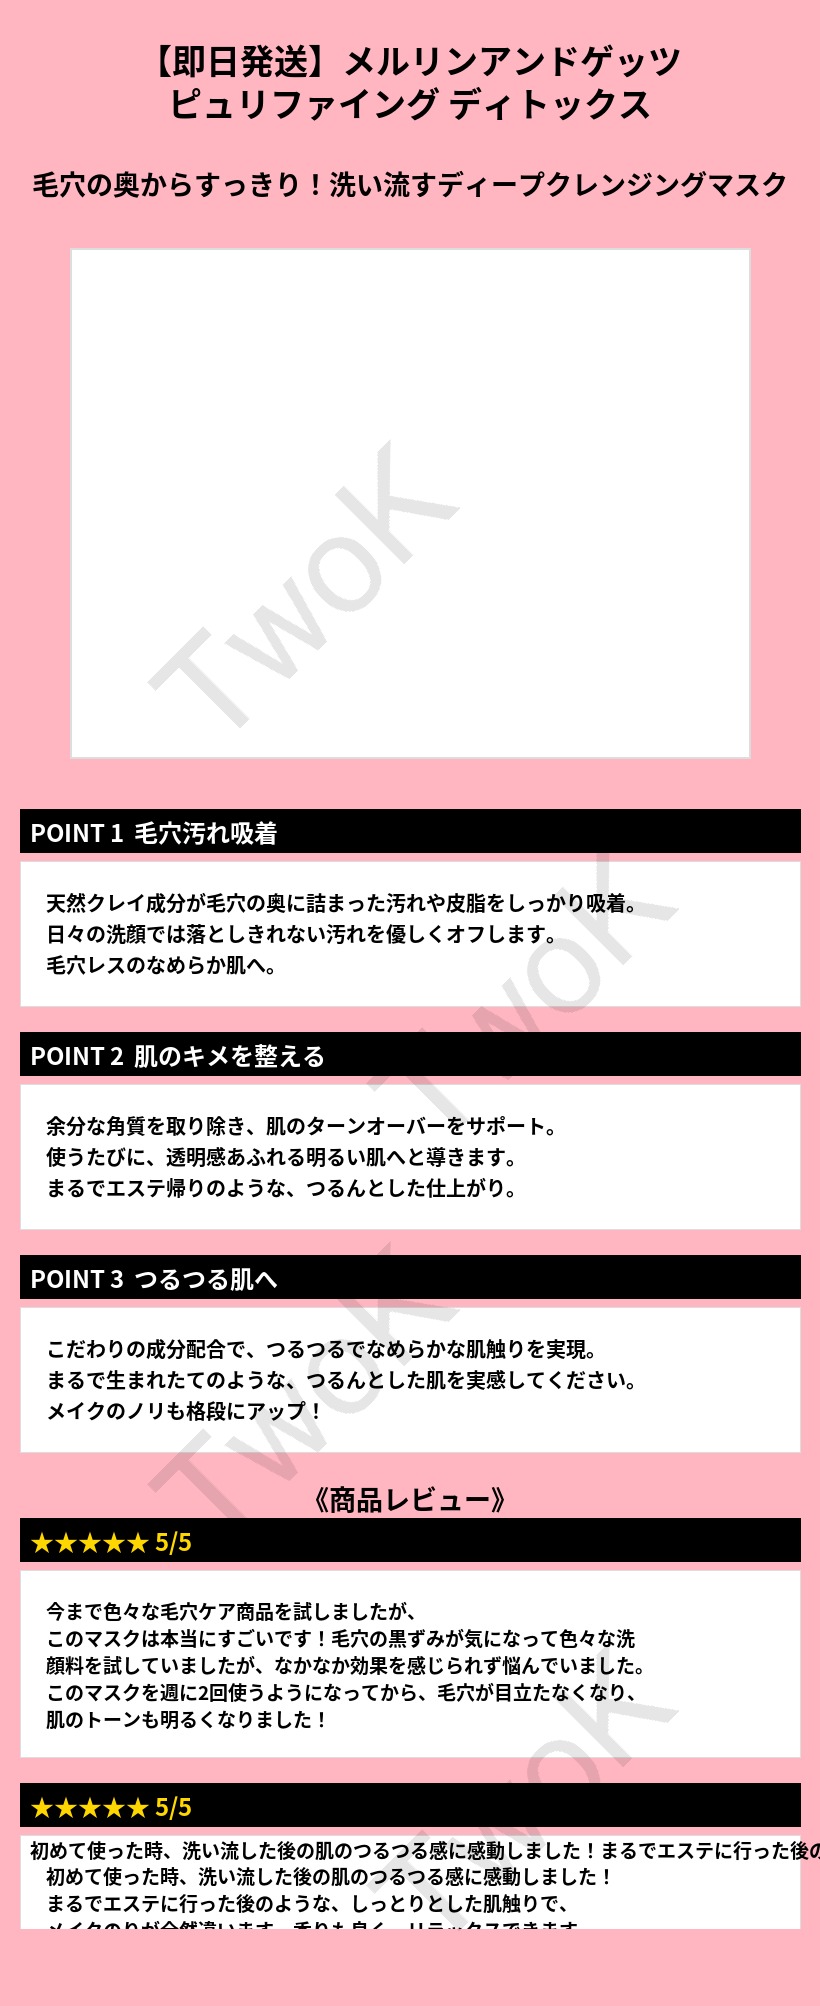 【即日発送】メルリンアンドゲッツ
ピュリファイング ディトックス
毛穴の奥からすっきり！洗い流すディープクレンジングマスク
TwoK
POINT 1 毛穴汚れ吸着
天然クレイ成分が毛穴の奥に詰まった汚れや皮脂をしっかり吸着。
日々の洗顔では落としきれない汚れを優しくオフします。
毛穴レスのなめらか肌へ。
TwoK
POINT 2 肌のキメを整える
余分な角質を取り除き、肌のターンオーバーをサポート。
使うたびに、透明感あふれる明るい肌へと導きます。
まるでエステ帰りのような、つるんとした仕上がり。
POINT 3 つるつる肌へ
こだわりの成分配合で、つるつるでなめらかな肌触りを実現。
まるで生まれたてのような、つるんとした肌を実感してください。
メイクのノリも格段にアップ！
TwoK
《商品レビュー》
★★★★★ 5/5
今まで色々な毛穴ケア商品を試しましたが、
このマスクは本当にすごいです！毛穴の黒ずみが気になって色々な洗
顔料を試していましたが、なかなか効果を感じられず悩んでいました。
このマスクを週に2回使うようになってから、毛穴が目立たなくなり、
肌のトーンも明るくなりました！
TwoK
★★★★★ 5/5
初めて使った時、洗い流した後の肌のつるつる感に感動しました！まるでエステに行った後の
初めて使った時、洗い流した後の肌のつるつる感に感動しました！
まるでエステに行った後のような、しっとりとした肌触りで、
メイクのりが全然違います。香りも良く、リラックスできます。